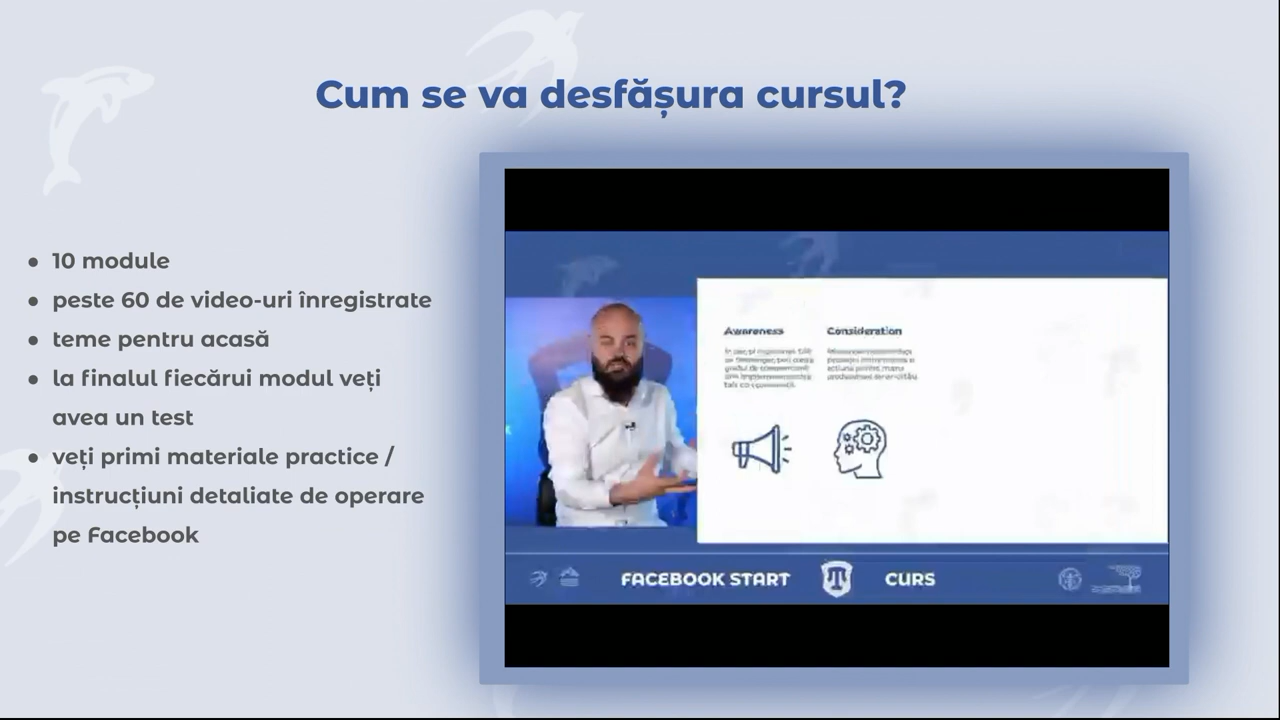 Cum se va desfășura cursul?
● 10 module
● peste 60 de video-uri înregistrate
● teme pentru acasă
● la finalul fiecărui modul veți
avea un test
● veți primi materiale practice /
instrucțiuni detaliate de operare
pe Facebook
Awareness
Consideration
FACEBOOK START
CURS